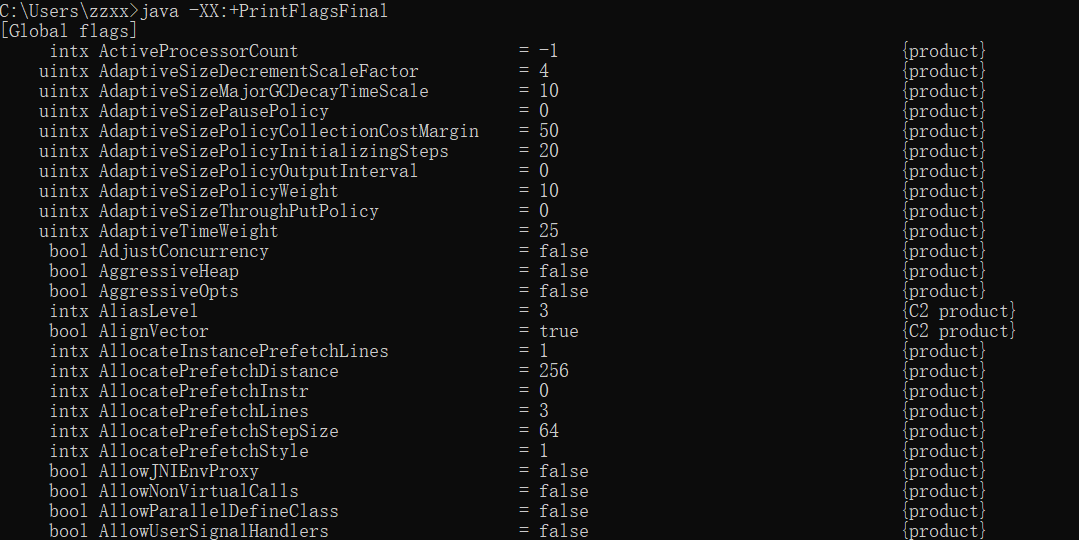 C:\Users\zzxx>java -XX:+PrintFlagsFinal
[Global flags]
intx ActiveProcessorCount = -1 {product}
uintx AdaptiveSizeDecrementScaleFactor = 4 {product}
uintx AdaptiveSizeMajorGCDecayTimeScale = 10 {product}
uintx AdaptiveSizePausePolicy = 0 {product}
uintx AdaptiveSizePolicyCollectionCostMargin = 50 {product}
uintx AdaptiveSizePolicyInitializingSteps = 20 {product}
uintx AdaptiveSizePolicyOutputInterval = 0 {product}
uintx AdaptiveSizePolicyWeight = 10 {product}
uintx AdaptiveSizeThroughPutPolicy = 0 {product}
uintx AdaptiveTimeWeight = 25 {product}
bool AdjustConcurrency = false {product}
bool AggressiveHeap = false {product}
bool AggressiveOpts = false {product}
intx AliasLevel = 3 {C2 product}
bool AlignVector = true {C2 product}
intx AllocateInstancePrefetchLines = 1 {product}
intx AllocatePrefetchDistance = 256 {product}
intx AllocatePrefetchInstr = 0 {product}
intx AllocatePrefetchLines = 3 {product}
intx AllocatePrefetchStepSize = 64 {product}
intx AllocatePrefetchStyle = 1 {product}
bool AllowJNIEnvProxy = false {product}
bool AllowNonVirtualCalls = false {product}
bool AllowParallelDefineClass = false {product}
bool AllowUserSignalHandlers = false {product}